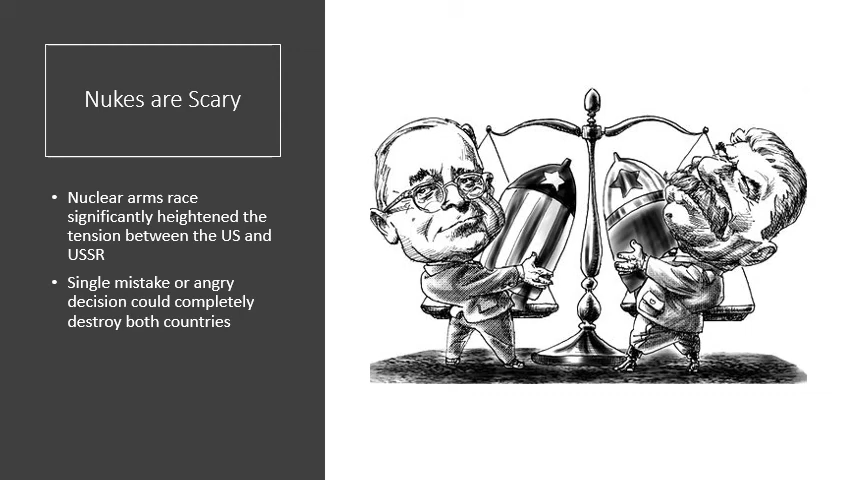 Nukes are Scary
• Nuclear arms race
significantly heightened the
tension between the US and
USSR
• Single mistake or angry
decision could completely
destroy both countries